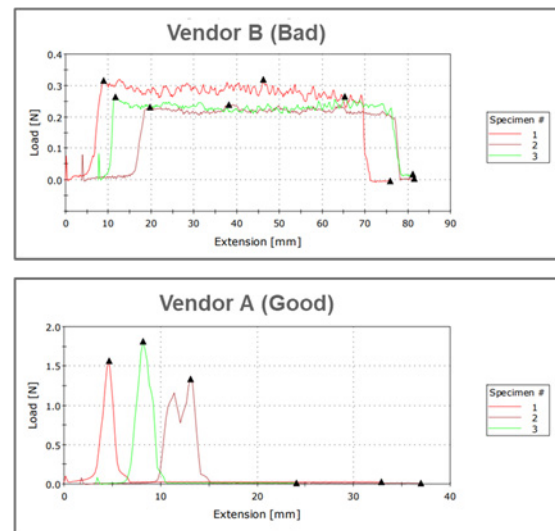 Vendor B (Bad)
Load [N]
0.4
0.3
0.2
0.1
0.0
0 10 20 30 40 50 60 70 80 90
Extension [mm]
Specimen #
1
2
3
Vendor A (Good)
Load [N]
2.0
1.5
1.0
0.5
0.0
0 10 20 30 40
Extension [mm]
Specimen #
1
2
3